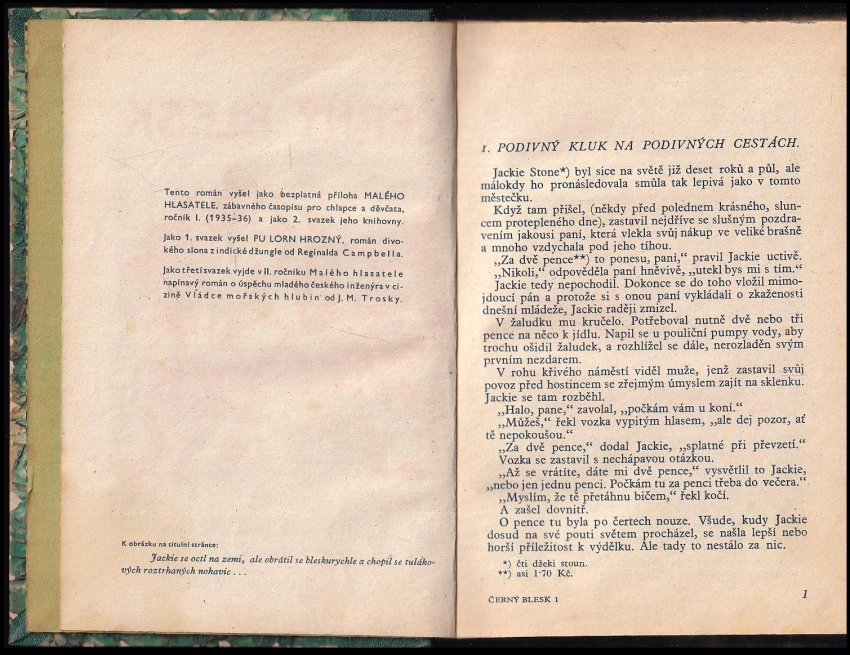 Tento román vyšel jako bezplatná příloha MALÉHO
HLASATELE, zábavného časopisu pro chlapce a děvčata,
ročník I. (1935–36) a jako 2. svazek jeho knihovny.
Jako 1. svazek vyšel PU LORN HROZNÝ, román divo-
kého slona z indické džungle od Reginalda Campbella.
Jako třetí svazek vyjde v II. ročníku Malého hlasatele
napínavý román o úspěchu mladého českého inženýra v ci-
zině Vládce mořských hlubin od J. M. Trosky.
K obrázku na titulní stránce:
Jackie se octl na zemi, ale obrátil se bleskurychle a chopil se tuláko-
vých roztrhaných nohavic . . .
1. PODIVNÝ KLUK NA PODIVNÝCH CESTÁCH.
Jackie Stone*) byl sice na světě již deset roků a půl, ale
málokdy ho pronásledovala smůla tak lepivá jako v tomto
městečku.
Když tam přišel, (někdy před polednem krásného, slun-
cem protepleného dne), zastavil nejdříve se slušným pozdra-
vením jakousi paní, která vlekla svůj nákup ve veliké brašně
a mnoho vzdychala pod jeho tíhou.
„Za dvě pence**) to ponesu, paní,“ pravil Jackie uctivě.
„Nikoli,“ odpověděla paní hněvivě, „utekl bys mi s tím.“
Jackie tedy nepochodil. Dokonce se do toho vložil mimo-
jdoucí pán a protože si s onou paní vykládali o zkaženosti
dnešní mládeže, Jackie raději zmizel.
V žaludku mu kručelo. Potřeboval nutně dvě nebo tři
pence na něco k jídlu. Napil se u pouliční pumpy vody, aby
trochu ošidil žaludek, a rozhlížel se dále, nerozladěn svým
prvním nezdarem.
V rohu křivého náměstí viděl muže, jenž zastavil svůj
povoz před hostincem se zřejmým úmyslem zajít na sklenku.
Jackie se tam rozběhl.
„Halo, pane,“ zavolal, „počkám vám u koní.“
„Můžeš,“ řekl vozka vypitým hlasem, „ale dej pozor, ať
tě nepokoušou.“
„Za dvě pence,“ dodal Jackie, „splatné při převzetí.“
Vozka se zastavil s nechápavou otázkou.
„Až se vrátíte, dáte mi dvě pence,“ vysvětlil to Jackie,
„nebo jen jednu penci. Počkám tu za penci třeba do večera.“
„Myslím, že tě přetáhnu bičem,“ řekl kočí.
A zašel dovnitř.
O pence tu byla po čertech nouze. Všude, kudy Jackie
dosud na své pouti světem procházel, se našla lepší nebo
horší příležitost k výdělku. Ale tady to nestálo za nic.
*) čti džeki stoun.
**) asi 1·70 Kč.
ČERNÝ BLESK 1
1